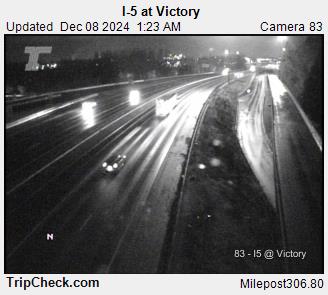 I-5 at Victory
Updated Dec 08 2024 1:23 AM Camera 83
N
83 - I5 @ Victory
TripCheck.com Milepost306.80